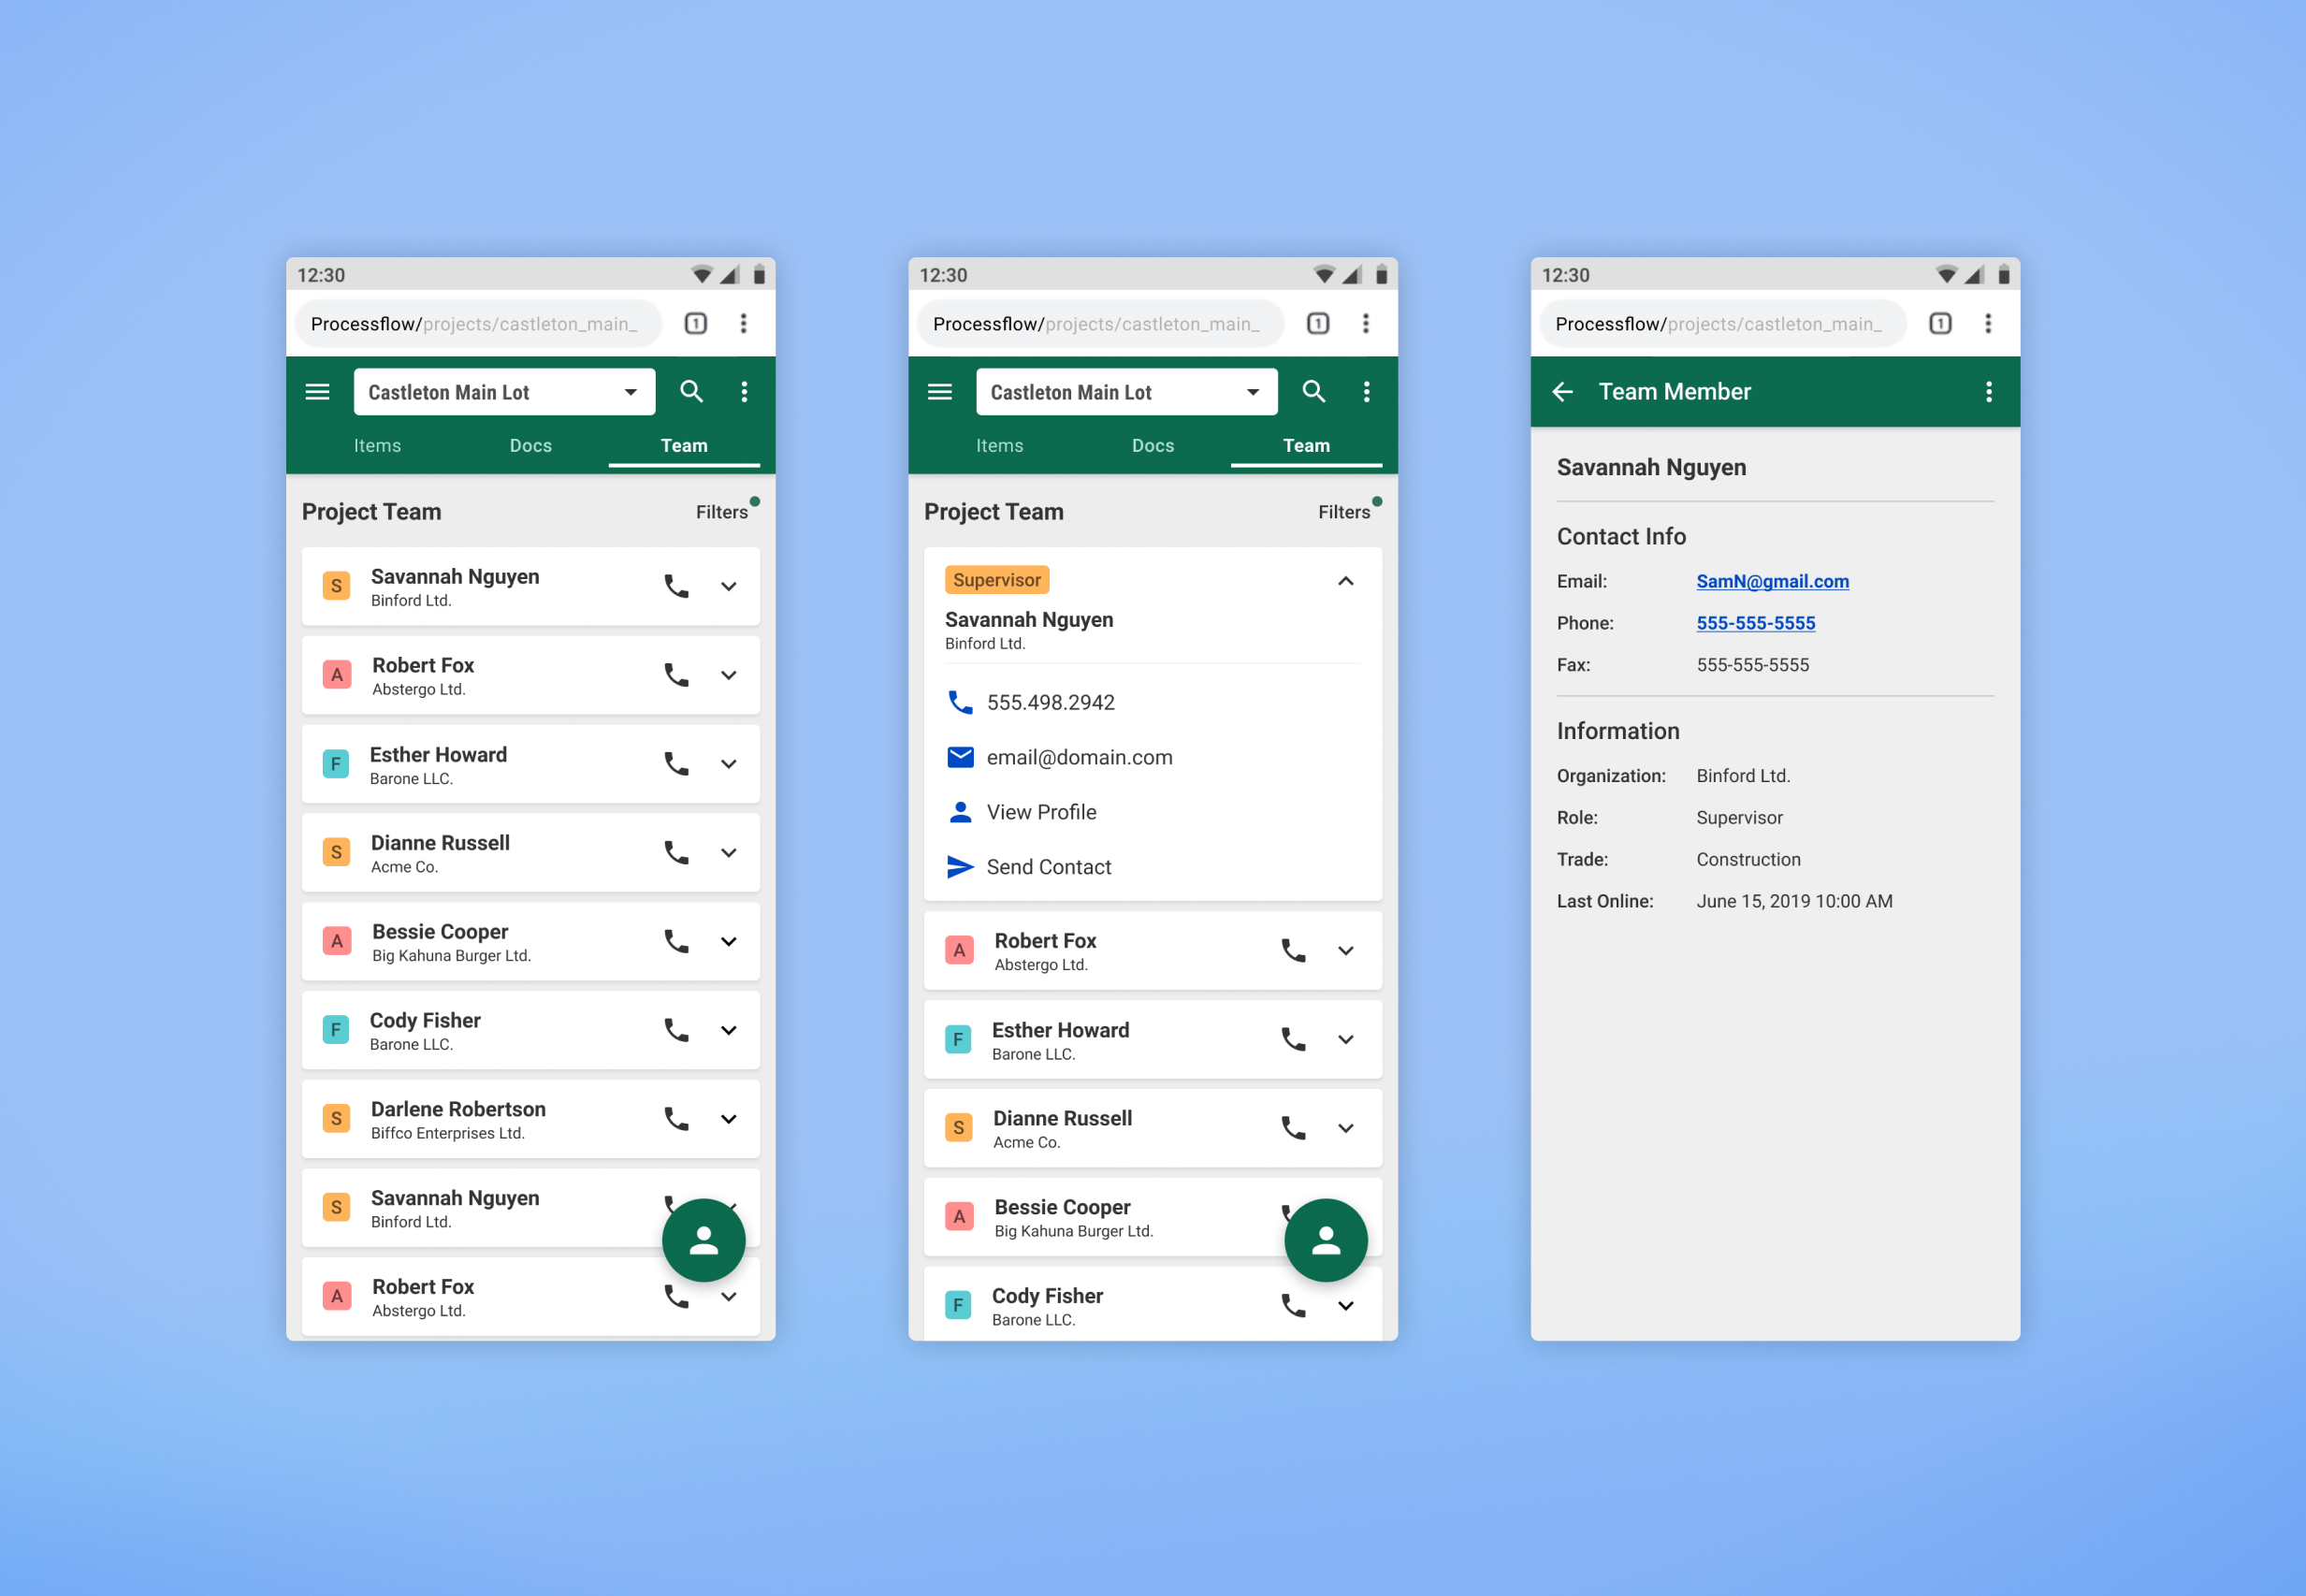 12:30
Processflow/projects/castleton_main_
1
Castleton Main Lot
Items Docs Team
Project Team Filters
S Savannah Nguyen
Binford Ltd.
A Robert Fox
Abstergo Ltd.
F Esther Howard
Barone LLC.
S Dianne Russell
Acme Co.
A Bessie Cooper
Big Kahuna Burger Ltd.
F Cody Fisher
Barone LLC.
S Darlene Robertson
Biffco Enterprises Ltd.
S Savannah Nguyen
Binford Ltd.
A Robert Fox
Abstergo Ltd.
12:30
Processflow/projects/castleton_main_
1
Castleton Main Lot
Items Docs Team
Project Team Filters
Supervisor
Savannah Nguyen
Binford Ltd.
555.498.2942
email@domain.com
View Profile
Send Contact
A Robert Fox
Abstergo Ltd.
F Esther Howard
Barone LLC.
S Dianne Russell
Acme Co.
A Bessie Cooper
Big Kahuna Burger Ltd.
F Cody Fisher
Barone LLC.
12:30
Processflow/projects/castleton_main_
1
Team Member
Savannah Nguyen
Contact Info
Email: SamN@gmail.com
Phone: 555-555-5555
Fax: 555-555-5555
Information
Organization: Binford Ltd.
Role: Supervisor
Trade: Construction
Last Online: June 15, 2019 10:00 AM